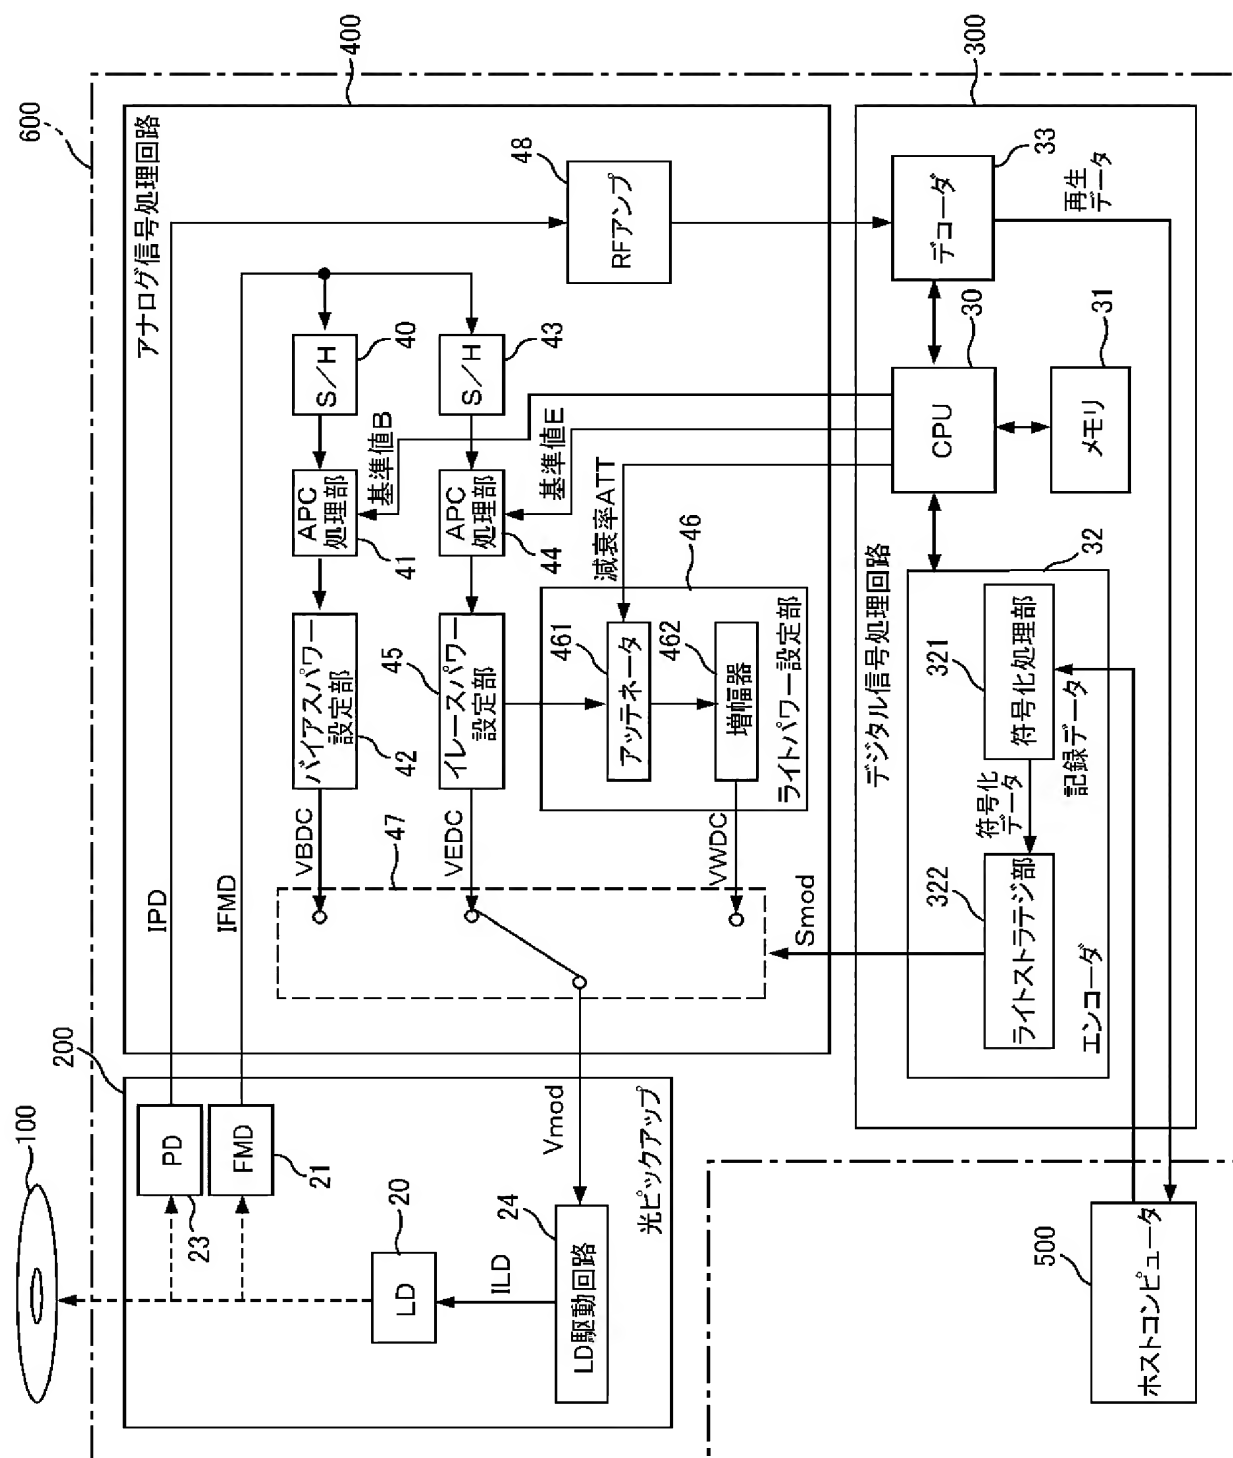 600
100
200
光ピックアップ
PD
23
FMD
21
LD
20
ILD
LD駆動回路
24
Vmod
IPD
IFMD
400
アナログ信号処理回路
S/H
40
APC
処理部
41
基準値B
バイアスパワー
設定部
42
VBDC
S/H
43
APC
処理部
44
基準値E
イレースパワー
設定部
45
VEDC
47
減衰率ATT
46
アッテネータ
461
増幅器
462
ライトパワー設定部
VWDC
Smod
RFアンプ
48
300
デジタル信号処理回路
デコーダ
33
再生
データ
CPU
30
メモリ
31
32
符号化処理部
321
記録データ
符号化
データ
ライトストラテジ部
322
エンコーダ
ホストコンピュータ
500